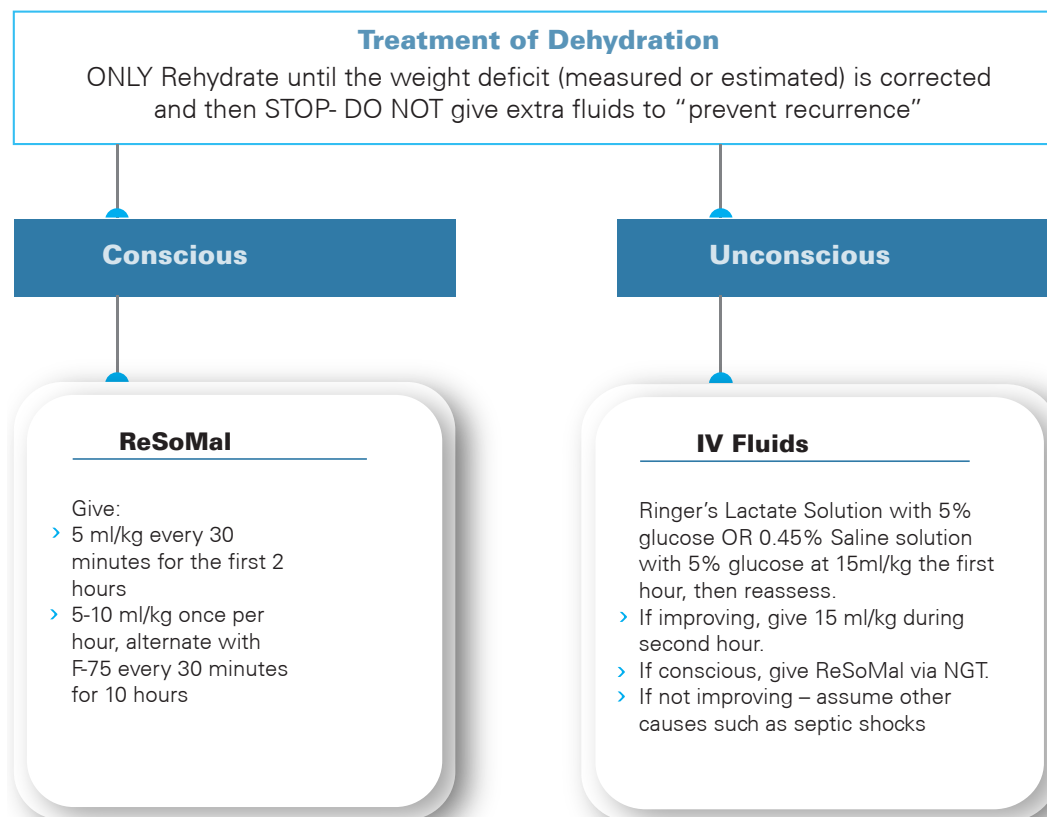 Treatment of Dehydration
ONLY Rehydrate until the weight deficit (measured or estimated) is corrected
and then STOP- DO NOT give extra fluids to “prevent recurrence”
Conscious
ReSoMal
Give:
› 5 ml/kg every 30
minutes for the first 2
hours
› 5-10 ml/kg once per
hour, alternate with
F-75 every 30 minutes
for 10 hours
Unconscious
IV Fluids
Ringer’s Lactate Solution with 5%
glucose OR 0.45% Saline solution
with 5% glucose at 15ml/kg the first
hour, then reassess.
› If improving, give 15 ml/kg during
second hour.
› If conscious, give ReSoMal via NGT.
› If not improving – assume other
causes such as septic shocks